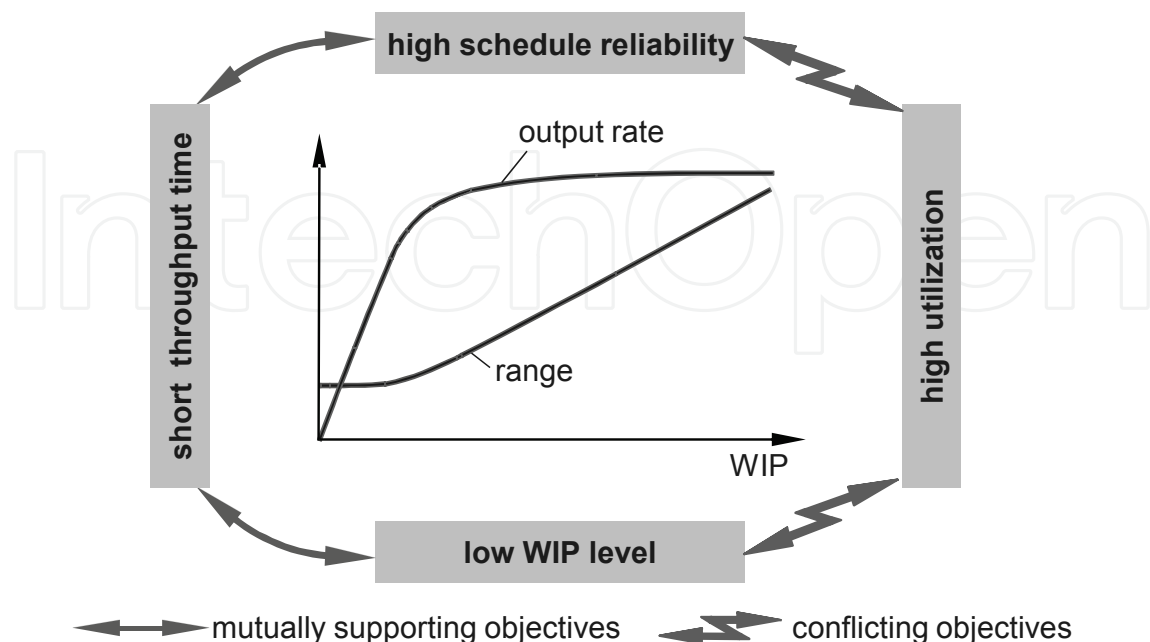 high schedule reliability
output rate
short throughput time
IntechOpen
high utilization
range
WIP
low WIP level
mutually supporting objectives
conflicting objectives